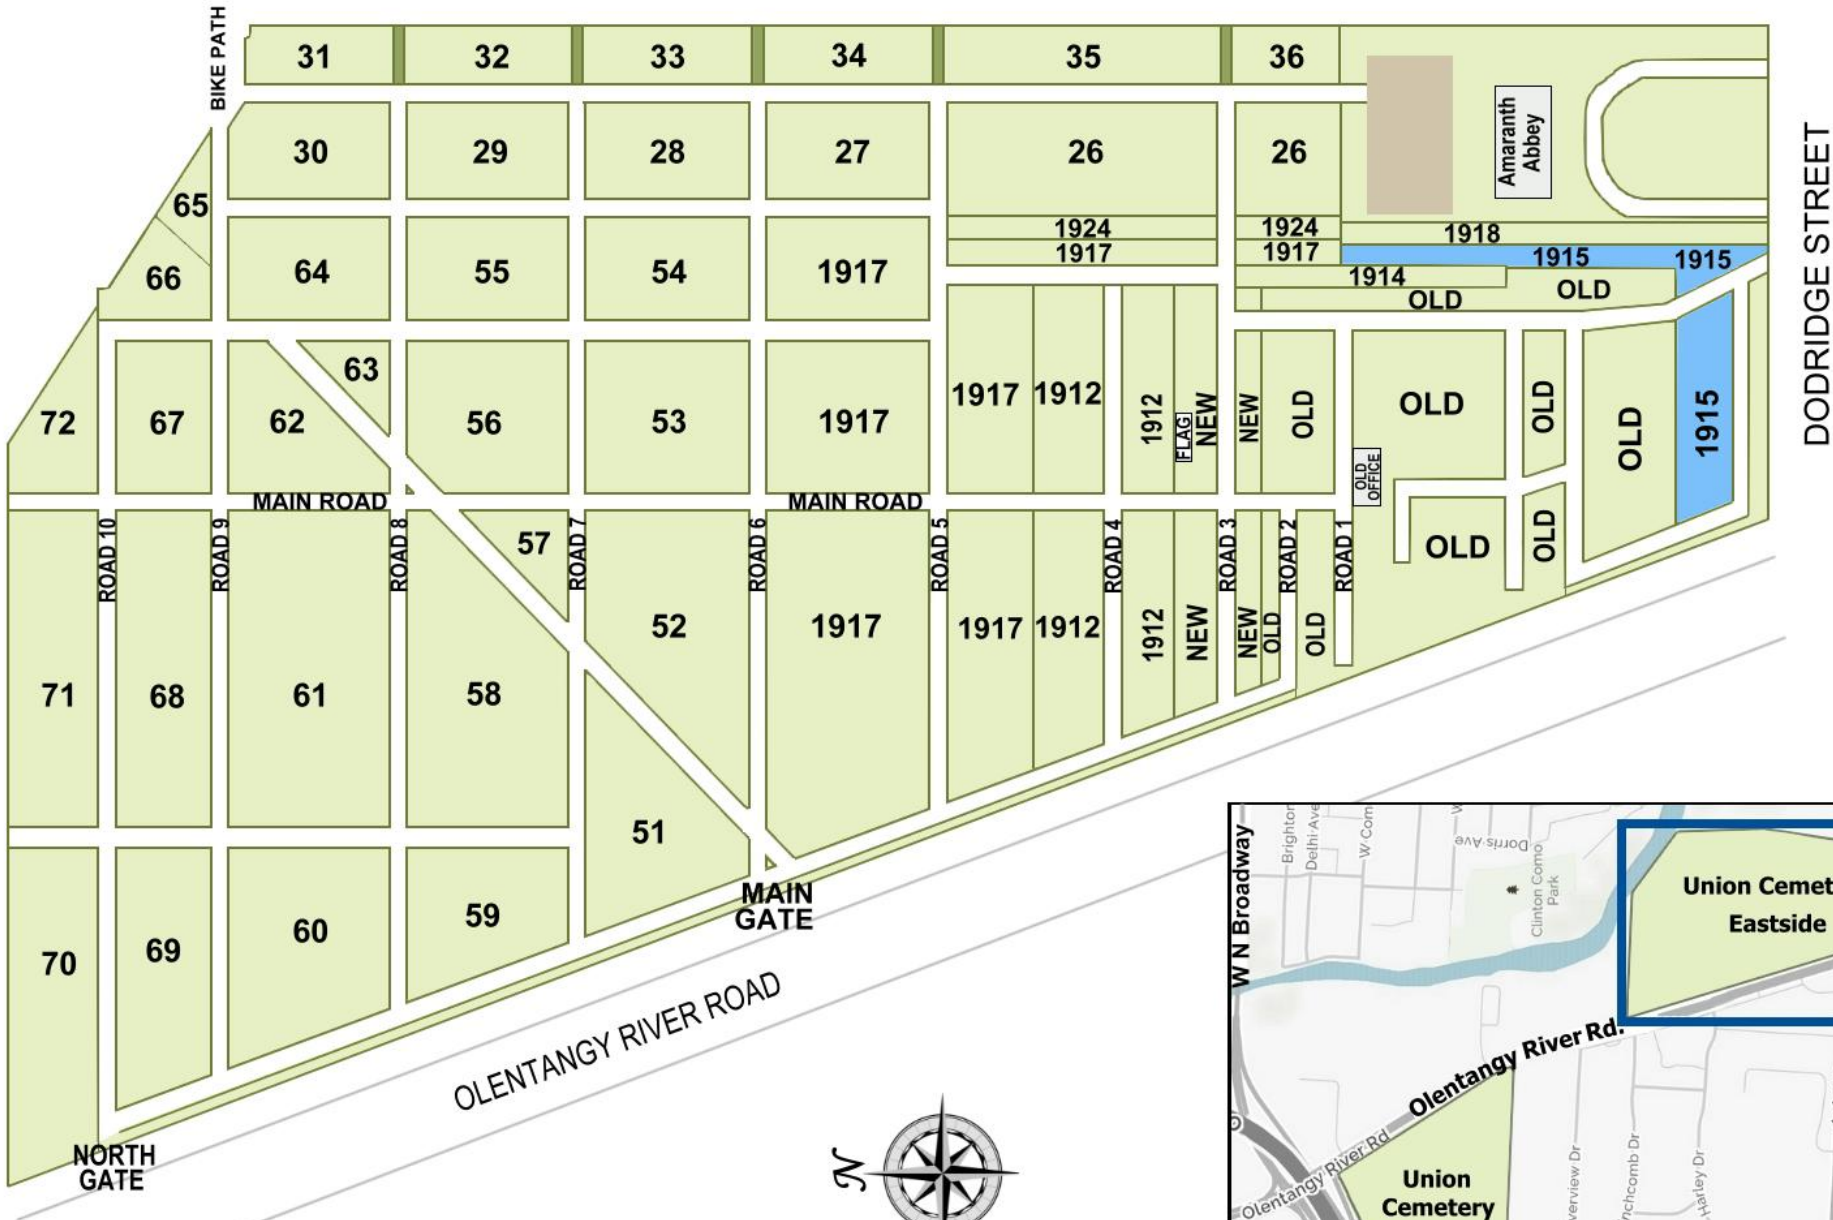 BIKE PATH
31 32 33 34 35 36
30 29 28 27 26 26
Amaranth
Abbey
DODRIDGE STREET
65
1924 1924
1917 1917
1918
1915 1915
66 64 55 54 1917
1914
OLD OLD
63
72 67 62 56 53 1917 1917 1912 1912 FLAG NEW NEW OLD OLD OLD OLD 1915
OLD
OFFICE
MAIN ROAD MAIN ROAD
ROAD 10 ROAD 9 ROAD 8 ROAD 7 ROAD 6 ROAD 5 ROAD 4 ROAD 3 ROAD 2 ROAD 1
57 OLD OLD
52 1917 1917 1912 1912 NEW NEW OLD OLD
71 68 61 58
51
MAIN
GATE
70 69 60 59
OLENTANGY RIVER ROAD
NORTH
GATE
N
W N Broadway
Brighton
Delhi Ave
W Com
W
Dorris Ave
Clinton Como
Park
Union Cemet
Eastside
Olentangy River Rd.
Olentangy River Rd
Union
Cemetery
erview Dr
nchcomb Dr
Harley Dr